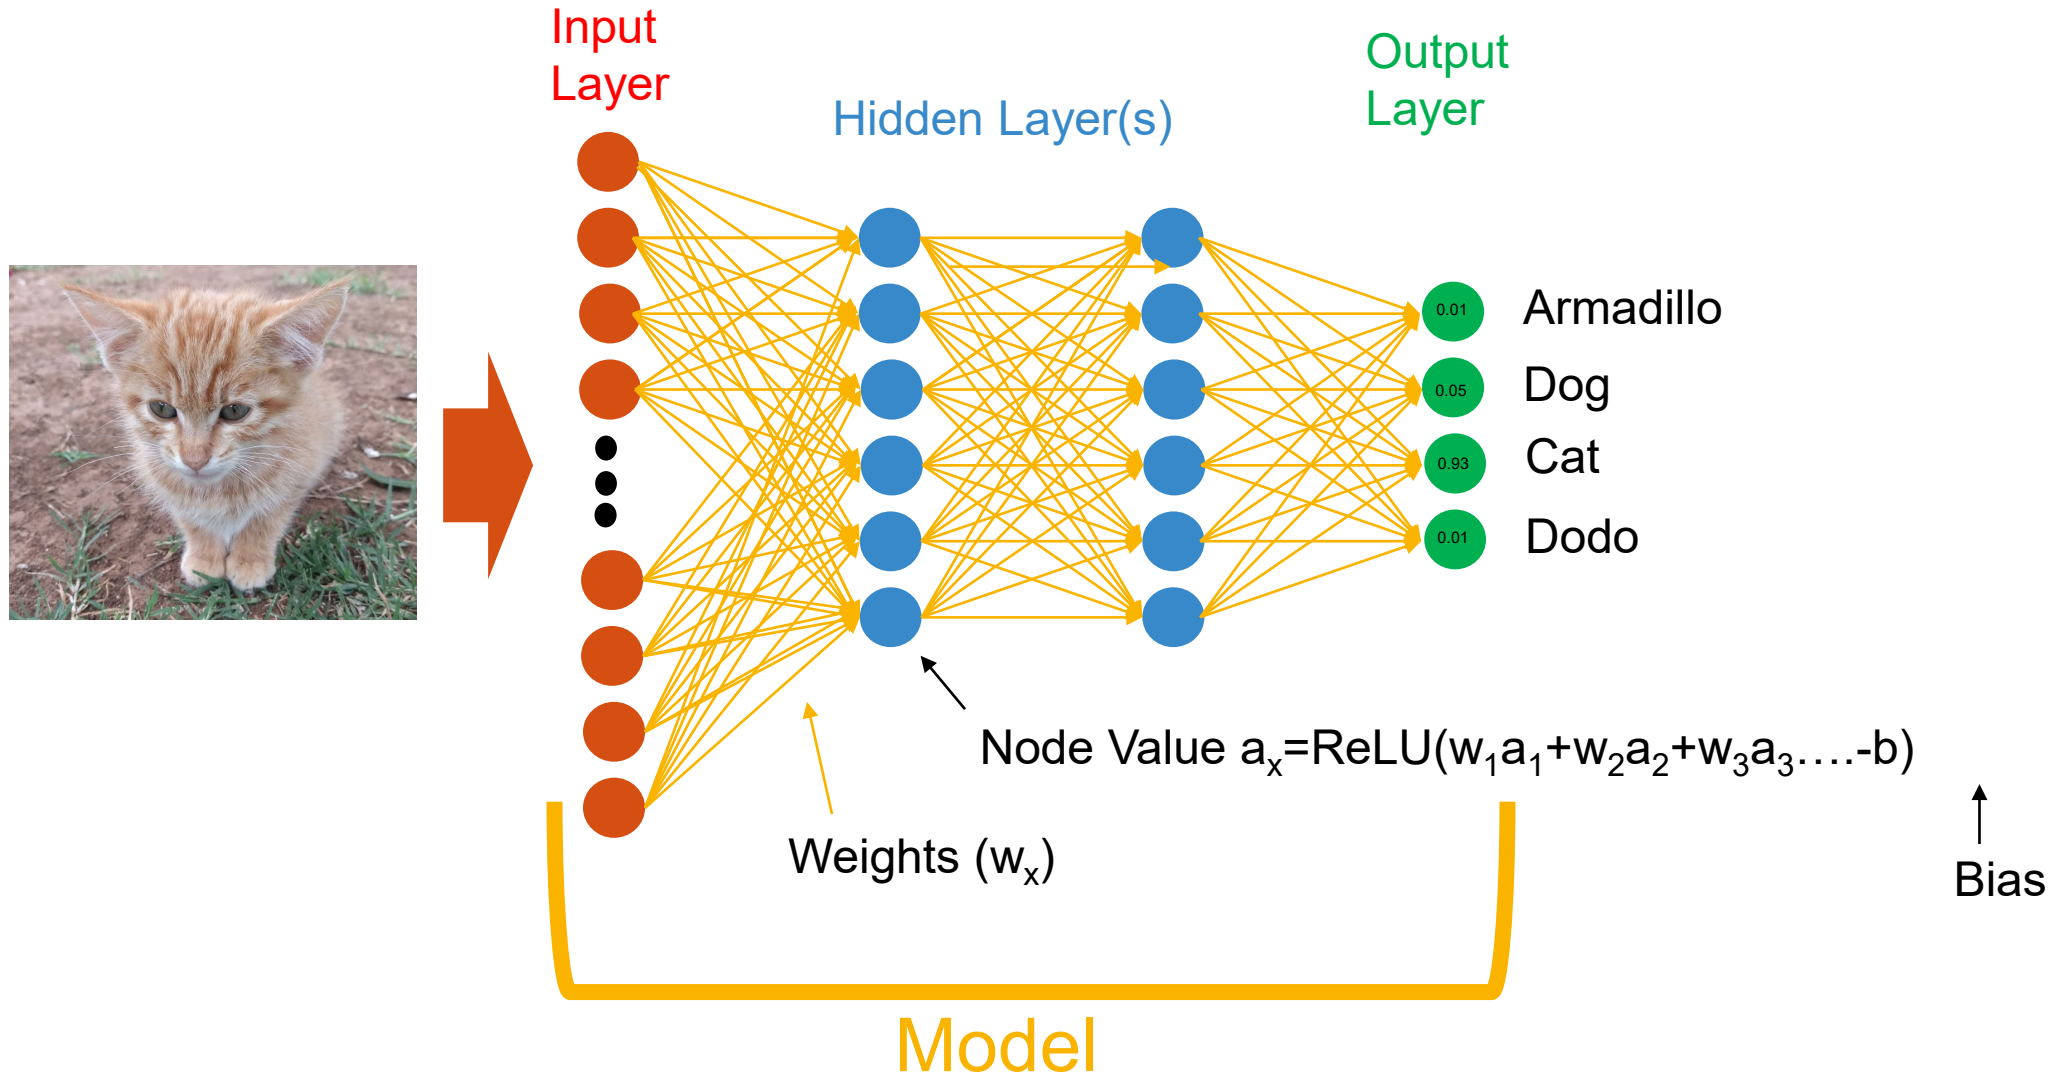 Input
Layer
Output
Layer
Hidden Layer(s)
0.01
Armadillo
0.05
Dog
0.93
Cat
0.01
Dodo
Node Value aₓ=ReLU(w₁a₁+w₂a₂+w₃a₃….-b)
Weights (wₓ)
Bias
Model